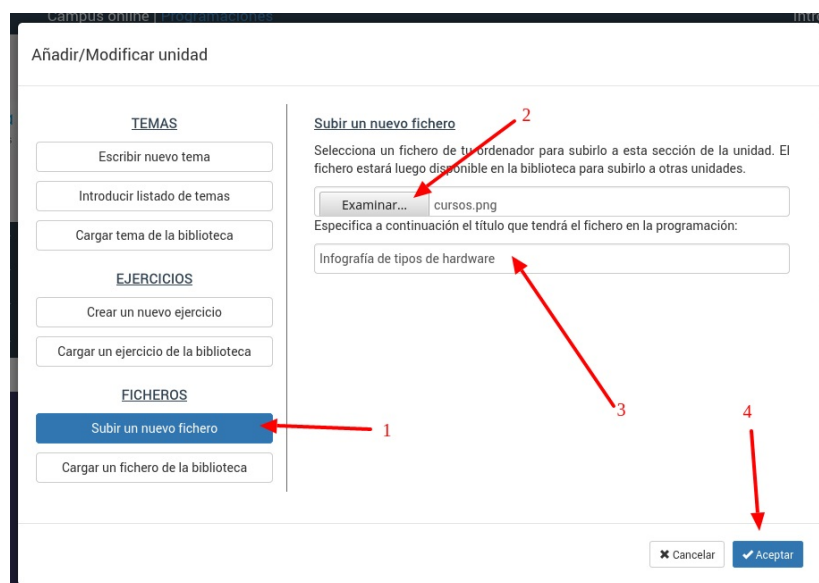 Campus online | Programaciones
Intro
Añadir/Modificar unidad
TEMAS
Escribir nuevo tema
Introducir listado de temas
Cargar tema de la biblioteca
EJERCICIOS
Crear un nuevo ejercicio
Cargar un ejercicio de la biblioteca
FICHEROS
Subir un nuevo fichero
Cargar un fichero de la biblioteca
1
Subir un nuevo fichero
2
Selecciona un fichero de tu ordenador para subirlo a esta sección de la unidad. El
fichero estará luego disponible en la biblioteca para subirlo a otras unidades.
Examinar... cursos.png
Especifica a continuación el título que tendrá el fichero en la programación:
Infografía de tipos de hardware
3
4
Cancelar
Aceptar